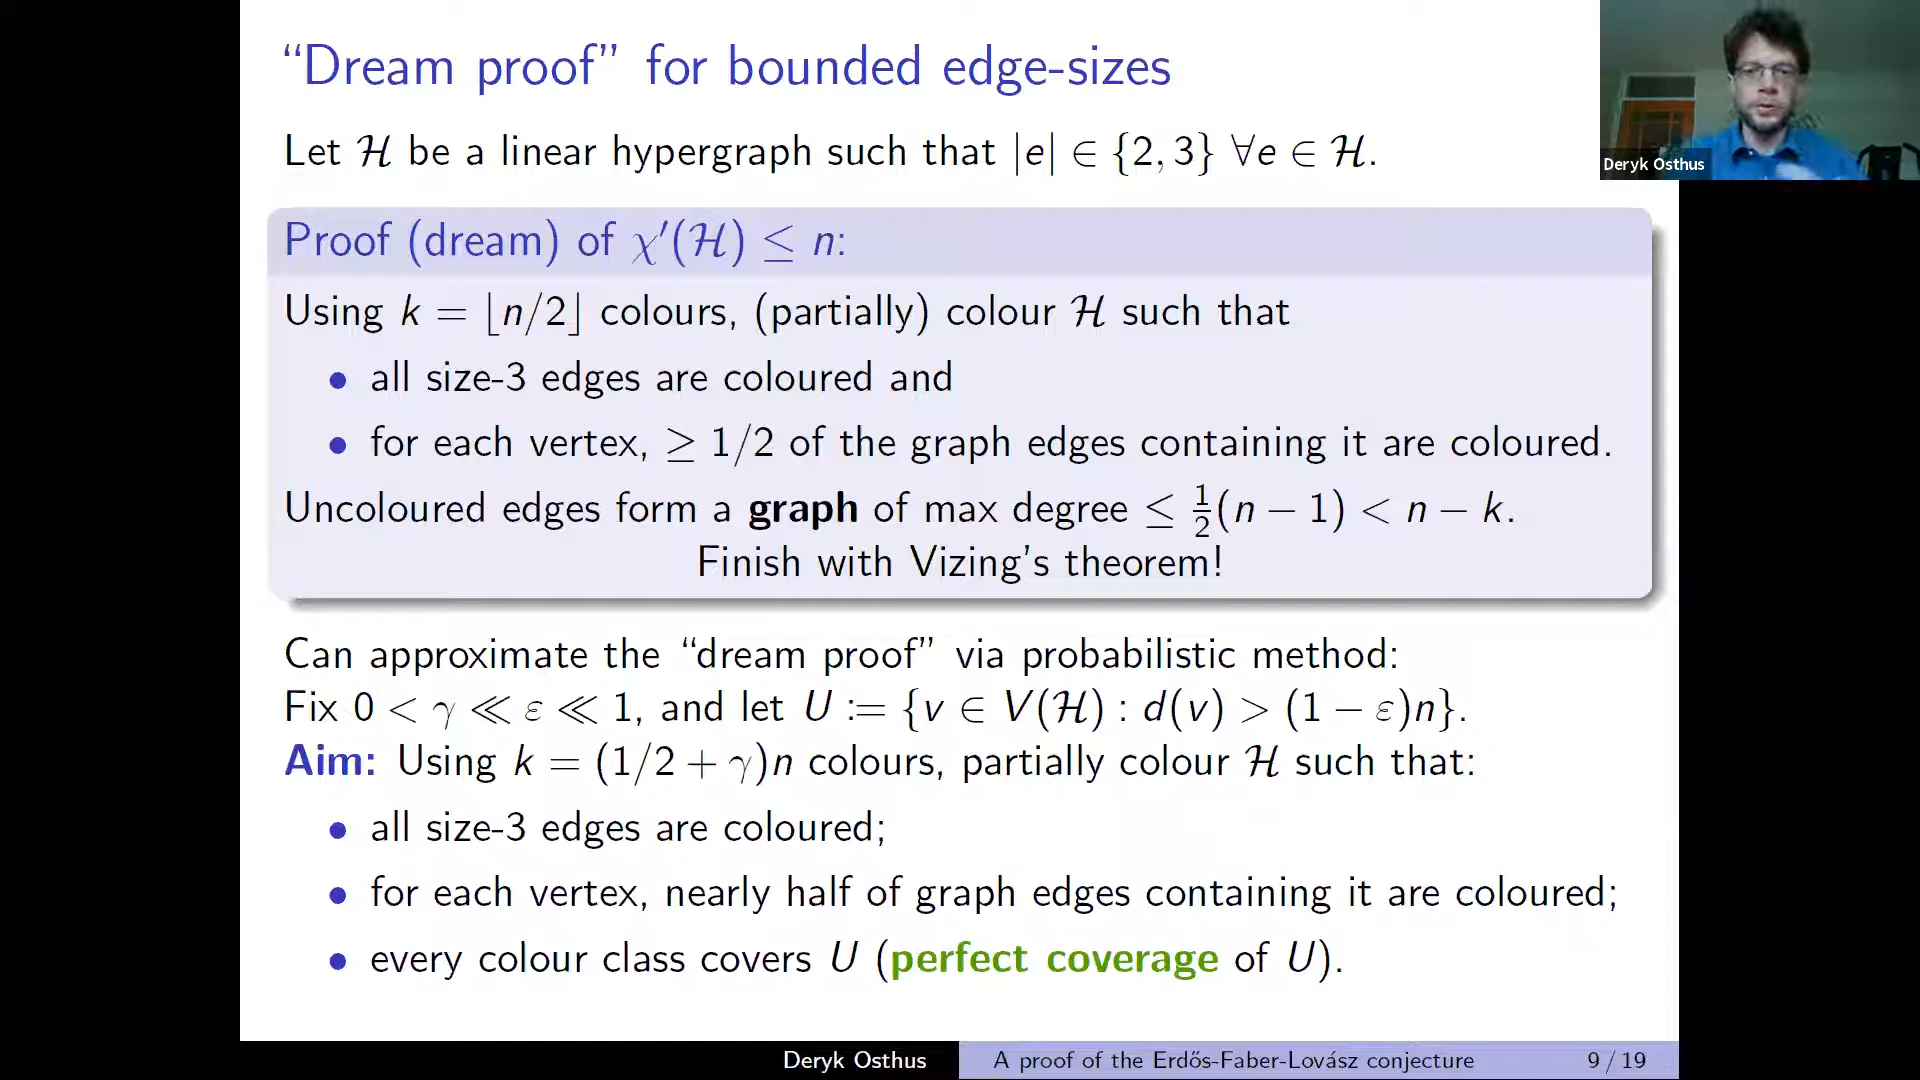 “Dream proof” for bounded edge-sizes
Let ℋ be a linear hypergraph such that |e| ∈ {2, 3} ∀e ∈ ℋ.
Deryk Osthus
Proof (dream) of χ′(ℋ) ≤ n:
Using k = ⌊n/2⌋ colours, (partially) colour ℋ such that
• all size-3 edges are coloured and
• for each vertex, ≥ 1/2 of the graph edges containing it are coloured.
Uncoloured edges form a graph of max degree ≤ ½(n − 1) < n − k.
Finish with Vizing’s theorem!
Can approximate the “dream proof” via probabilistic method:
Fix 0 < γ ≪ ε ≪ 1, and let U := {v ∈ V(ℋ) : d(v) > (1 − ε)n}.
Aim: Using k = (1/2 + γ)n colours, partially colour ℋ such that:
• all size-3 edges are coloured;
• for each vertex, nearly half of graph edges containing it are coloured;
• every colour class covers U (perfect coverage of U).
Deryk Osthus A proof of the Erdős-Faber-Lovász conjecture 9 / 19